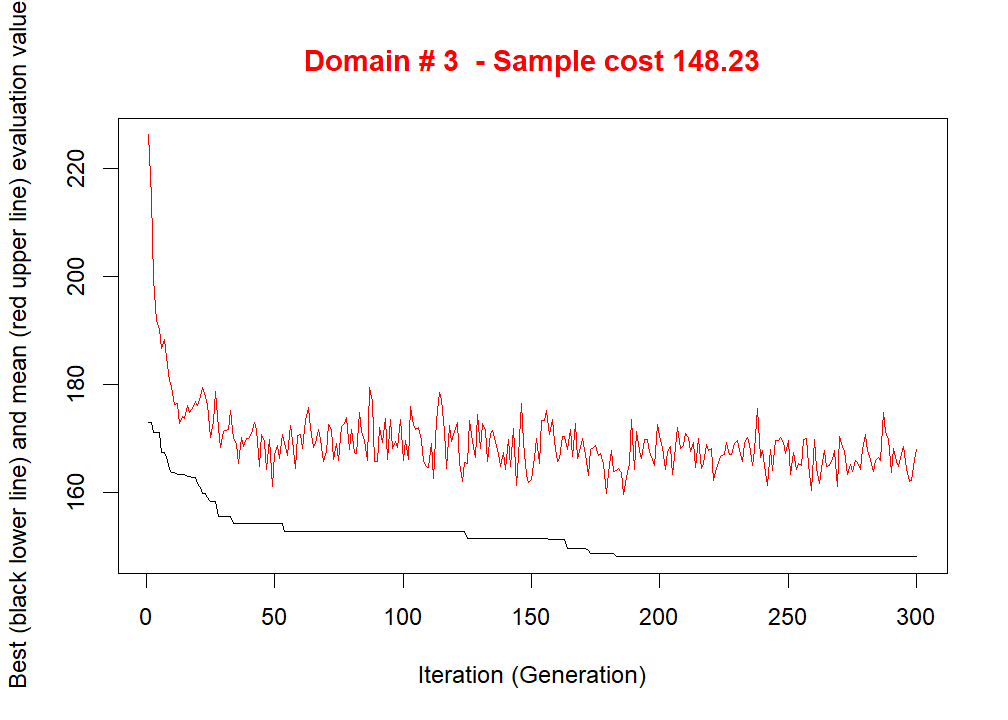 Domain # 3  - Sample cost 148.23
Best (black lower line) and mean (red upper line) evaluation value
220
200
180
160
0 50 100 150 200 250 300
Iteration (Generation)